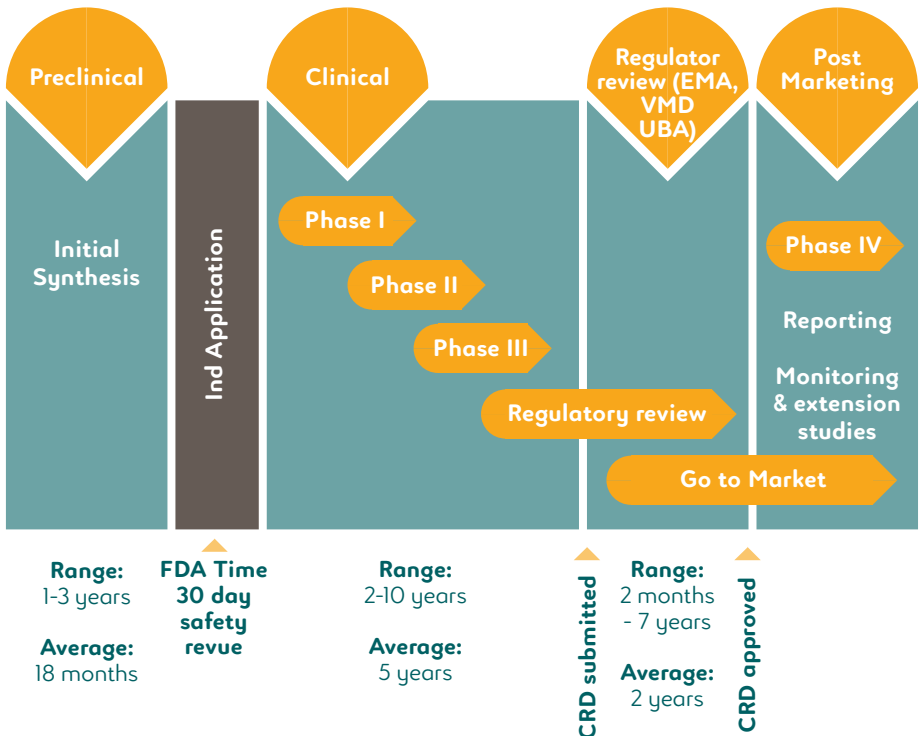 Preclinical
Clinical
Regulator
review (EMA,
VMD
UBA)
Post
Marketing
Initial
Synthesis
Ind Application
Phase I
Phase II
Phase III
Regulatory review
Go to Market
Phase IV
Reporting
Monitoring
& extension
studies
Range:
1-3 years
Average:
18 months
FDA Time
30 day
safety
revue
Range:
2-10 years
Average:
5 years
CRD submitted
Range:
2 months
- 7 years
Average:
2 years
CRD approved